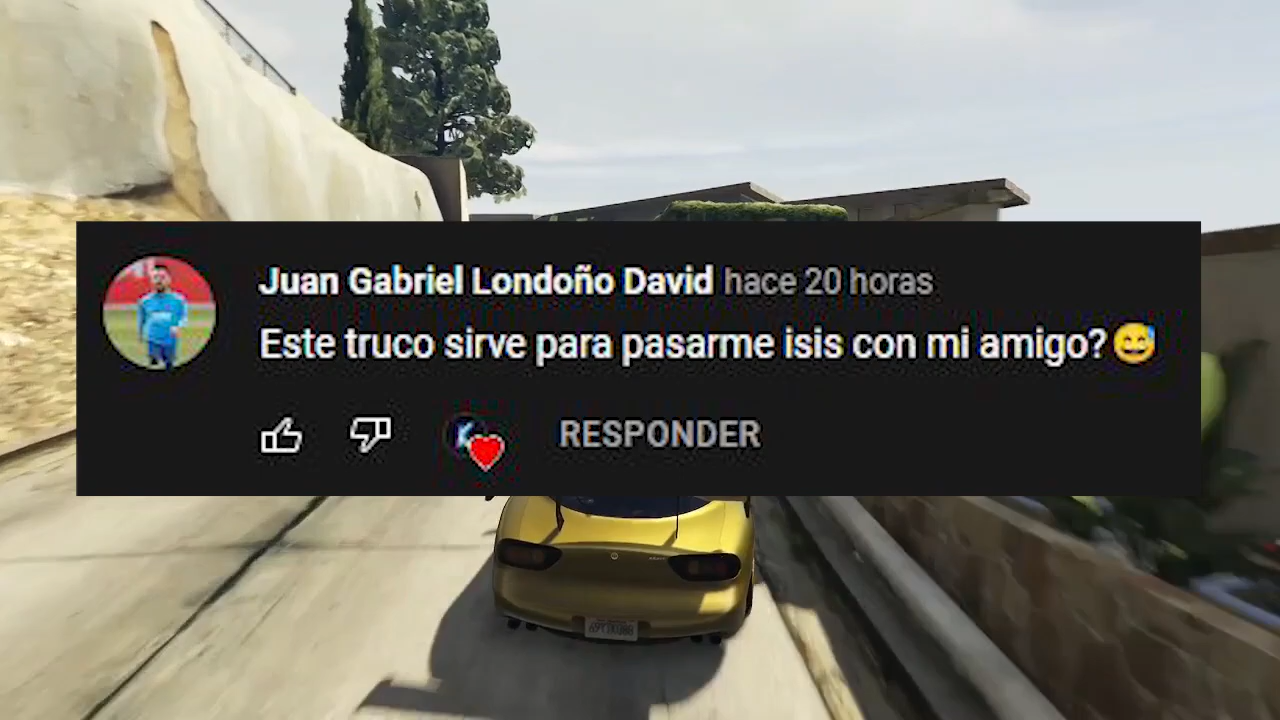 Juan Gabriel Londoño David hace 20 horas
Este truco sirve para pasarme isis con mi amigo?😅
RESPONDER